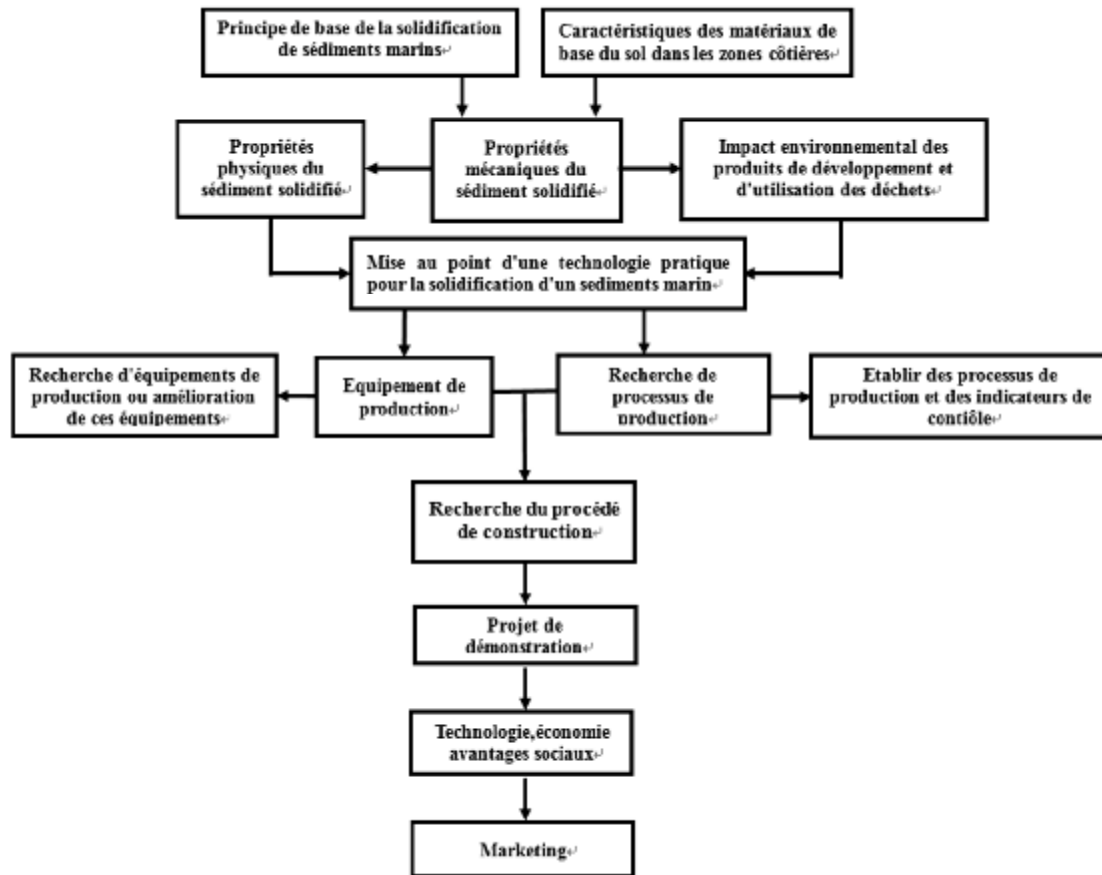 Principe de base de la solidification
de sédiments marins↵
Caractéristiques des matériaux de
base du sol dans les zones côtières↵
Propriétés
physiques du
sédiment solidifié↵
Propriétés
mécaniques du
sédiment solidifié↵
Impact environnemental des
produits de développement et
d'utilisation des déchets↵
Mise au point d'une technologie pratique
pour la solidification d'un sediments marin↵
Recherche d'équipements de
production ou amélioration
de ces équipements↵
Equipement de
production↵
Recherche de
processus de
production↵
Etablir des processus de
production et des indicateurs de
contiôle↵
Recherche du procédé
de construction↵
Projet de
démonstration↵
Technologie,économie
avantages sociaux↵
Marketing↵